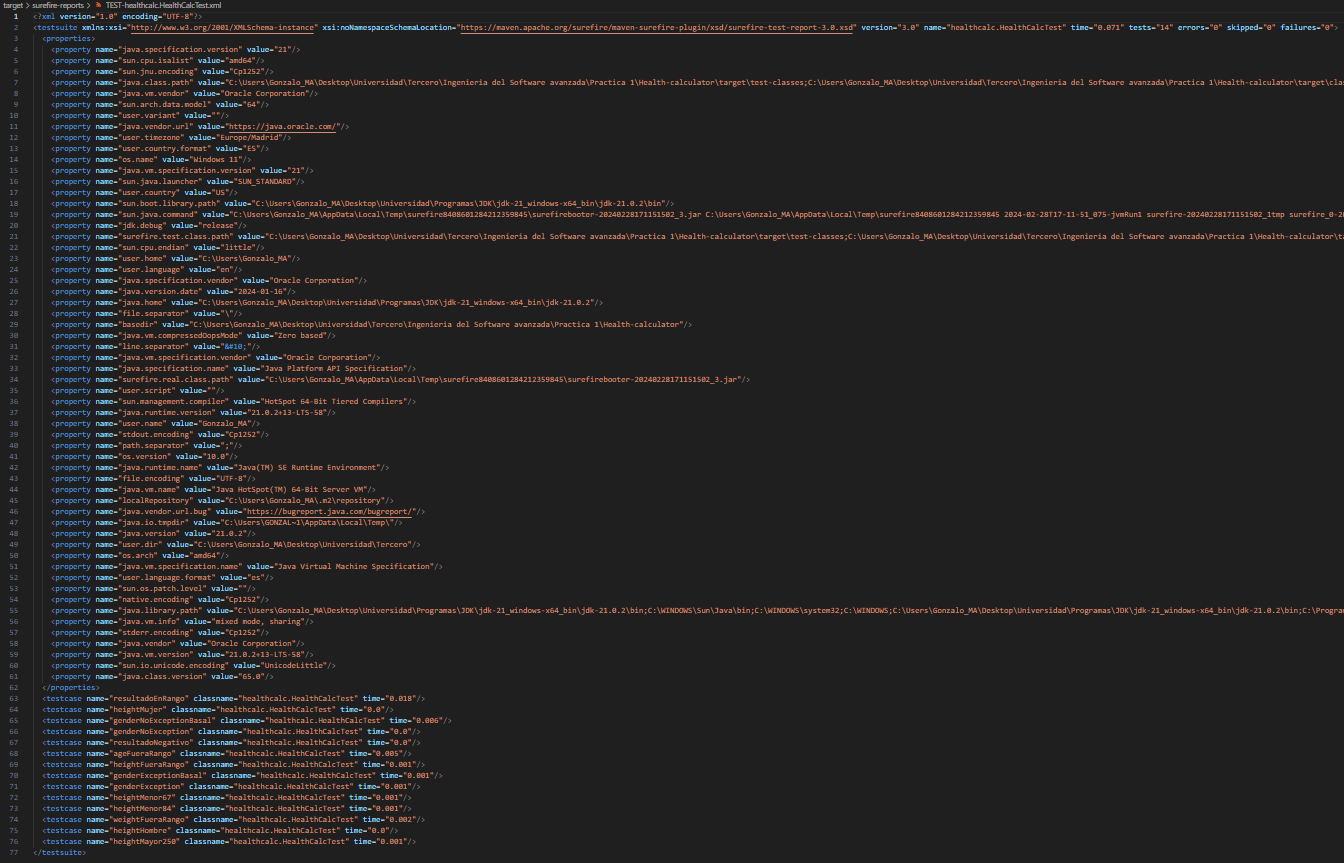 target > surefire-reports > TEST-healthcalc.HealthCalcTest.xml
1 <?xml version="1.0" encoding="UTF-8"?>
2 <testsuite xmlns:xsi="http://www.w3.org/2001/XMLSchema-instance" xsi:noNamespaceSchemaLocation="https://maven.apache.org/surefire/maven-surefire-plugin/xsd/surefire-test-report-3.0.xsd" version="3.0" name="healthcalc.HealthCalcTest" time="0.071" tests="14" errors="0" skipped="0" failures="0">
3 <properties>
4 <property name="java.specification.version" value="21"/>
5 <property name="sun.cpu.isalist" value="amd64"/>
6 <property name="sun.jnu.encoding" value="Cp1252"/>
7 <property name="java.class.path" value="C:\Users\Gonzalo_MA\Desktop\Universidad\Tercero\Ingenieria del Software avanzada\Practica 1\Health-calculator\target\test-classes;C:\Users\Gonzalo_MA\Desktop\Universidad\Tercero\Ingenieria del Software avanzada\Practica 1\Health-calculator\target\clas
8 <property name="java.vm.vendor" value="Oracle Corporation"/>
9 <property name="sun.arch.data.model" value="64"/>
10 <property name="user.variant" value=""/>
11 <property name="java.vendor.url" value="https://java.oracle.com/"/>
12 <property name="user.timezone" value="Europe/Madrid"/>
13 <property name="user.country.format" value="ES"/>
14 <property name="os.name" value="Windows 11"/>
15 <property name="java.vm.specification.version" value="21"/>
16 <property name="sun.java.launcher" value="SUN_STANDARD"/>
17 <property name="user.country" value="US"/>
18 <property name="sun.boot.library.path" value="C:\Users\Gonzalo_MA\Desktop\Universidad\Programas\JDK\jdk-21_windows-x64_bin\jdk-21.0.2\bin"/>
19 <property name="sun.java.command" value="C:\Users\Gonzalo_MA\AppData\Local\Temp\surefire8408601284212359845\surefirebooter-20240228171151502_3.jar C:\Users\Gonzalo_MA\AppData\Local\Temp\surefire8408601284212359845 2024-02-28T17-11-51_075-jvmRun1 surefire-20240228171151502_1tmp surefire_0-20
20 <property name="jdk.debug" value="release"/>
21 <property name="surefire.test.class.path" value="C:\Users\Gonzalo_MA\Desktop\Universidad\Tercero\Ingenieria del Software avanzada\Practica 1\Health-calculator\target\test-classes;C:\Users\Gonzalo_MA\Desktop\Universidad\Tercero\Ingenieria del Software avanzada\Practica 1\Health-calculator\ta
22 <property name="sun.cpu.endian" value="little"/>
23 <property name="user.home" value="C:\Users\Gonzalo_MA"/>
24 <property name="user.language" value="en"/>
25 <property name="java.specification.vendor" value="Oracle Corporation"/>
26 <property name="java.version.date" value="2024-01-16"/>
27 <property name="java.home" value="C:\Users\Gonzalo_MA\Desktop\Universidad\Programas\JDK\jdk-21_windows-x64_bin\jdk-21.0.2"/>
28 <property name="file.separator" value="\"/>
29 <property name="basedir" value="C:\Users\Gonzalo_MA\Desktop\Universidad\Tercero\Ingenieria del Software avanzada\Practica 1\Health-calculator"/>
30 <property name="java.vm.compressedOopsMode" value="Zero based"/>
31 <property name="line.separator" value="&#10;"/>
32 <property name="java.vm.specification.vendor" value="Oracle Corporation"/>
33 <property name="java.specification.name" value="Java Platform API Specification"/>
34 <property name="surefire.real.class.path" value="C:\Users\Gonzalo_MA\AppData\Local\Temp\surefire8408601284212359845\surefirebooter-20240228171151502_3.jar"/>
35 <property name="user.script" value=""/>
36 <property name="sun.management.compiler" value="HotSpot 64-Bit Tiered Compilers"/>
37 <property name="java.runtime.version" value="21.0.2+13-LTS-58"/>
38 <property name="user.name" value="Gonzalo_MA"/>
39 <property name="stdout.encoding" value="Cp1252"/>
40 <property name="path.separator" value=";"/>
41 <property name="os.version" value="10.0"/>
42 <property name="java.runtime.name" value="Java(TM) SE Runtime Environment"/>
43 <property name="file.encoding" value="UTF-8"/>
44 <property name="java.vm.name" value="Java HotSpot(TM) 64-Bit Server VM"/>
45 <property name="localRepository" value="C:\Users\Gonzalo_MA\.m2\repository"/>
46 <property name="java.vendor.url.bug" value="https://bugreport.java.com/bugreport/"/>
47 <property name="java.io.tmpdir" value="C:\Users\GONZAL~1\AppData\Local\Temp\"/>
48 <property name="java.version" value="21.0.2"/>
49 <property name="user.dir" value="C:\Users\Gonzalo_MA\Desktop\Universidad\Tercero"/>
50 <property name="os.arch" value="amd64"/>
51 <property name="java.vm.specification.name" value="Java Virtual Machine Specification"/>
52 <property name="user.language.format" value="es"/>
53 <property name="sun.os.patch.level" value=""/>
54 <property name="native.encoding" value="Cp1252"/>
55 <property name="java.library.path" value="C:\Users\Gonzalo_MA\Desktop\Universidad\Programas\JDK\jdk-21_windows-x64_bin\jdk-21.0.2\bin;C:\WINDOWS\Sun\Java\bin;C:\WINDOWS\system32;C:\WINDOWS;C:\Users\Gonzalo_MA\Desktop\Universidad\Programas\JDK\jdk-21_windows-x64_bin\jdk-21.0.2\bin;C:\Program
56 <property name="java.vm.info" value="mixed mode, sharing"/>
57 <property name="stderr.encoding" value="Cp1252"/>
58 <property name="java.vendor" value="Oracle Corporation"/>
59 <property name="java.vm.version" value="21.0.2+13-LTS-58"/>
60 <property name="sun.io.unicode.encoding" value="UnicodeLittle"/>
61 <property name="java.class.version" value="65.0"/>
62 </properties>
63 <testcase name="resultadoEnRango" classname="healthcalc.HealthCalcTest" time="0.018"/>
64 <testcase name="heightMujer" classname="healthcalc.HealthCalcTest" time="0.0"/>
65 <testcase name="genderNoExceptionBasal" classname="healthcalc.HealthCalcTest" time="0.006"/>
66 <testcase name="genderNoException" classname="healthcalc.HealthCalcTest" time="0.0"/>
67 <testcase name="resultadoNegativo" classname="healthcalc.HealthCalcTest" time="0.0"/>
68 <testcase name="ageFueraRango" classname="healthcalc.HealthCalcTest" time="0.005"/>
69 <testcase name="heightFueraRango" classname="healthcalc.HealthCalcTest" time="0.001"/>
70 <testcase name="genderExceptionBasal" classname="healthcalc.HealthCalcTest" time="0.001"/>
71 <testcase name="genderException" classname="healthcalc.HealthCalcTest" time="0.001"/>
72 <testcase name="heightMenor67" classname="healthcalc.HealthCalcTest" time="0.001"/>
73 <testcase name="heightMenor84" classname="healthcalc.HealthCalcTest" time="0.001"/>
74 <testcase name="weightFueraRango" classname="healthcalc.HealthCalcTest" time="0.002"/>
75 <testcase name="heightHombre" classname="healthcalc.HealthCalcTest" time="0.0"/>
76 <testcase name="heightMayor250" classname="healthcalc.HealthCalcTest" time="0.001"/>
77 </testsuite>